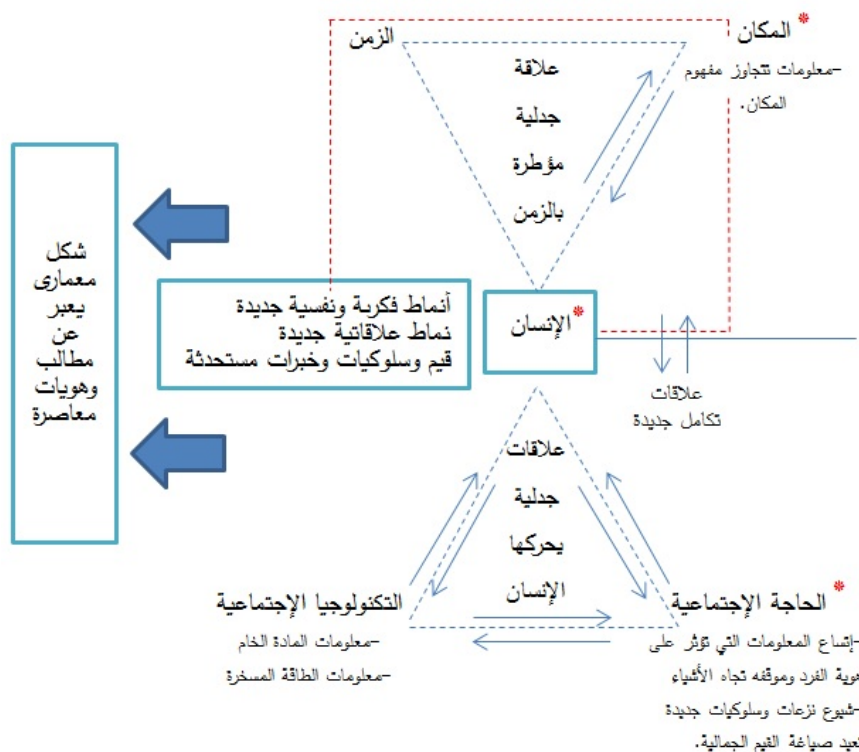 المكان
-معلومات تتجاوز مفهوم
المكان.
الزمن
علاقة
جدلية
مؤطرة
بالزمن
الإنسان
أنماط فكرية ونفسية جديدة
نماط علاقاتية جديدة
قيم وسلوكيات وخبرات مستحدثة
شكل
معمارى
يعبر
عن
مطالب
وهويات
معاصرة
علاقات
تكامل جديدة
علاقات
جدلية
يحركها
الإنسان
الحاجة الإجتماعية
-إتساع المعلومات التي تؤثر على
هوية الفرد وموقفه تجاه الأشياء
-شيوع نزعات وسلوكيات جديدة
تعيد صياغة القيم الجمالية.
التكنولوجيا الإجتماعية
-معلومات المادة الخام
-معلومات الطاقة المسخرة